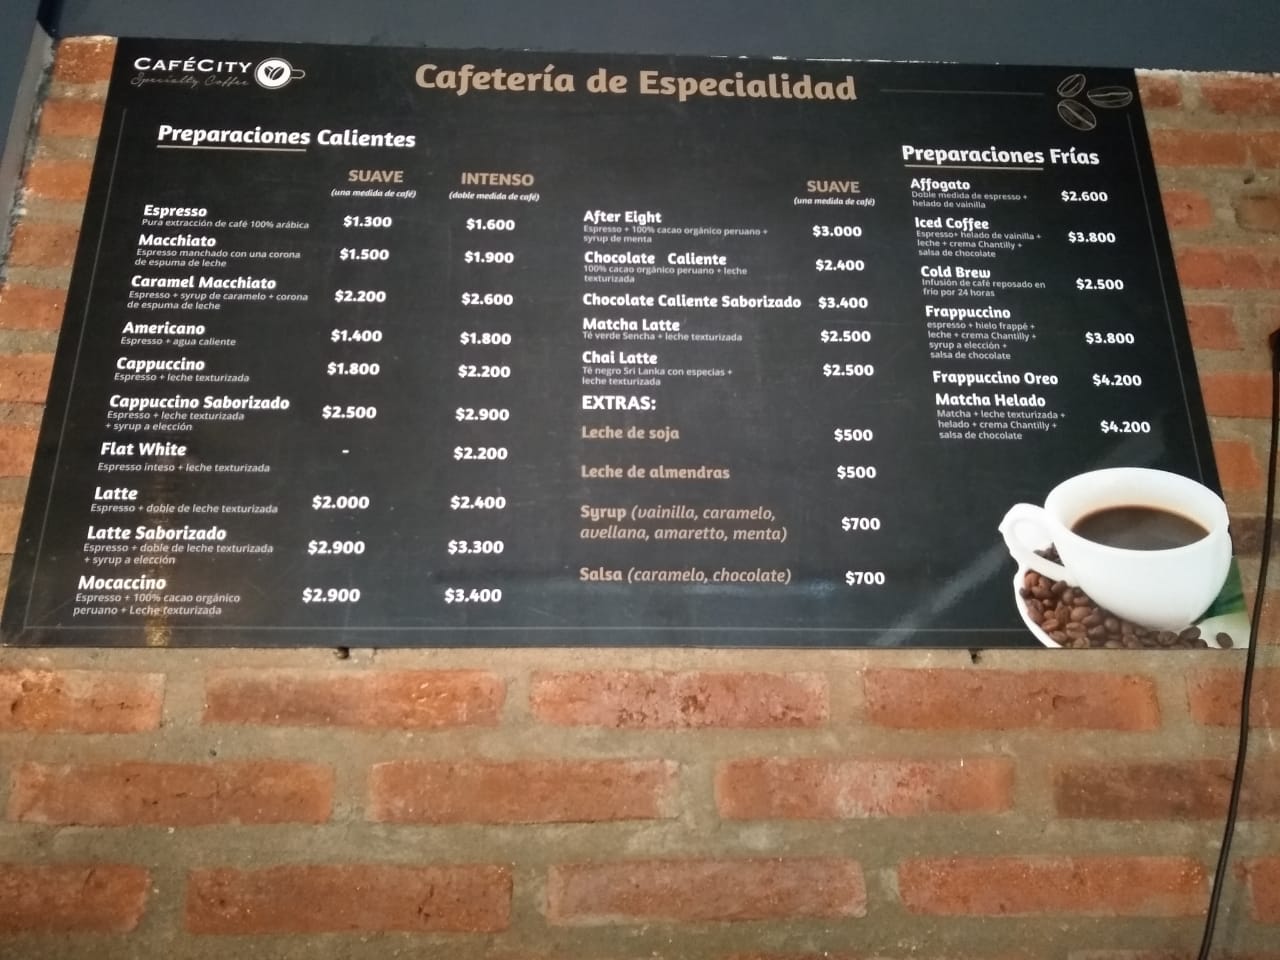 CAFÉCITY
Specialty Coffee
Cafetería de Especialidad
Preparaciones Calientes
SUAVE INTENSO
(una medida de café) (doble medida de café)
Espresso $1.300 $1.600
Pura extracción de café 100% arábica
Macchiato $1.500 $1.900
Espresso manchado con una corona
de espuma de leche
Caramel Macchiato $2.200 $2.600
Espresso + syrup de caramelo + corona
de espuma de leche
Americano $1.400 $1.800
Espresso + agua caliente
Cappuccino $1.800 $2.200
Espresso + leche texturizada
Cappuccino Saborizado $2.500 $2.900
Espresso + leche texturizada
+ syrup a elección
Flat White - $2.200
Espresso inteso + leche texturizada
Latte $2.000 $2.400
Espresso + doble de leche texturizada
Latte Saborizado $2.900 $3.300
Espresso + doble de leche texturizada
+ syrup a elección
Mocaccino $2.900 $3.400
Espresso + 100% cacao orgánico
peruano + Leche texturizada
SUAVE
(una medida de café)
After Eight $3.000
Espresso + 100% cacao orgánico peruano +
syrup de menta
Chocolate Caliente $2.400
100% cacao orgánico peruano + leche
texturizada
Chocolate Caliente Saborizado $3.400
Matcha Latte $2.500
Té verde Sencha + leche texturizada
Chai Latte $2.500
Té negro Sri Lanka con especias +
leche texturizada
EXTRAS:
Leche de soja $500
Leche de almendras $500
Syrup (vainilla, caramelo,
avellana, amaretto, menta) $700
Salsa (caramelo, chocolate) $700
Preparaciones Frías
Affogato $2.600
Doble medida de espresso +
helado de vainilla
Iced Coffee $3.800
Espresso+ helado de vainilla +
leche + crema Chantilly +
salsa de chocolate
Cold Brew $2.500
Infusión de café reposado en
frío por 24 horas
Frappuccino $3.800
espresso + hielo frappé +
leche + crema Chantilly +
syrup a elección +
salsa de chocolate
Frappuccino Oreo $4.200
Matcha Helado $4.200
Matcha + leche texturizada +
helado + crema Chantilly +
salsa de chocolate